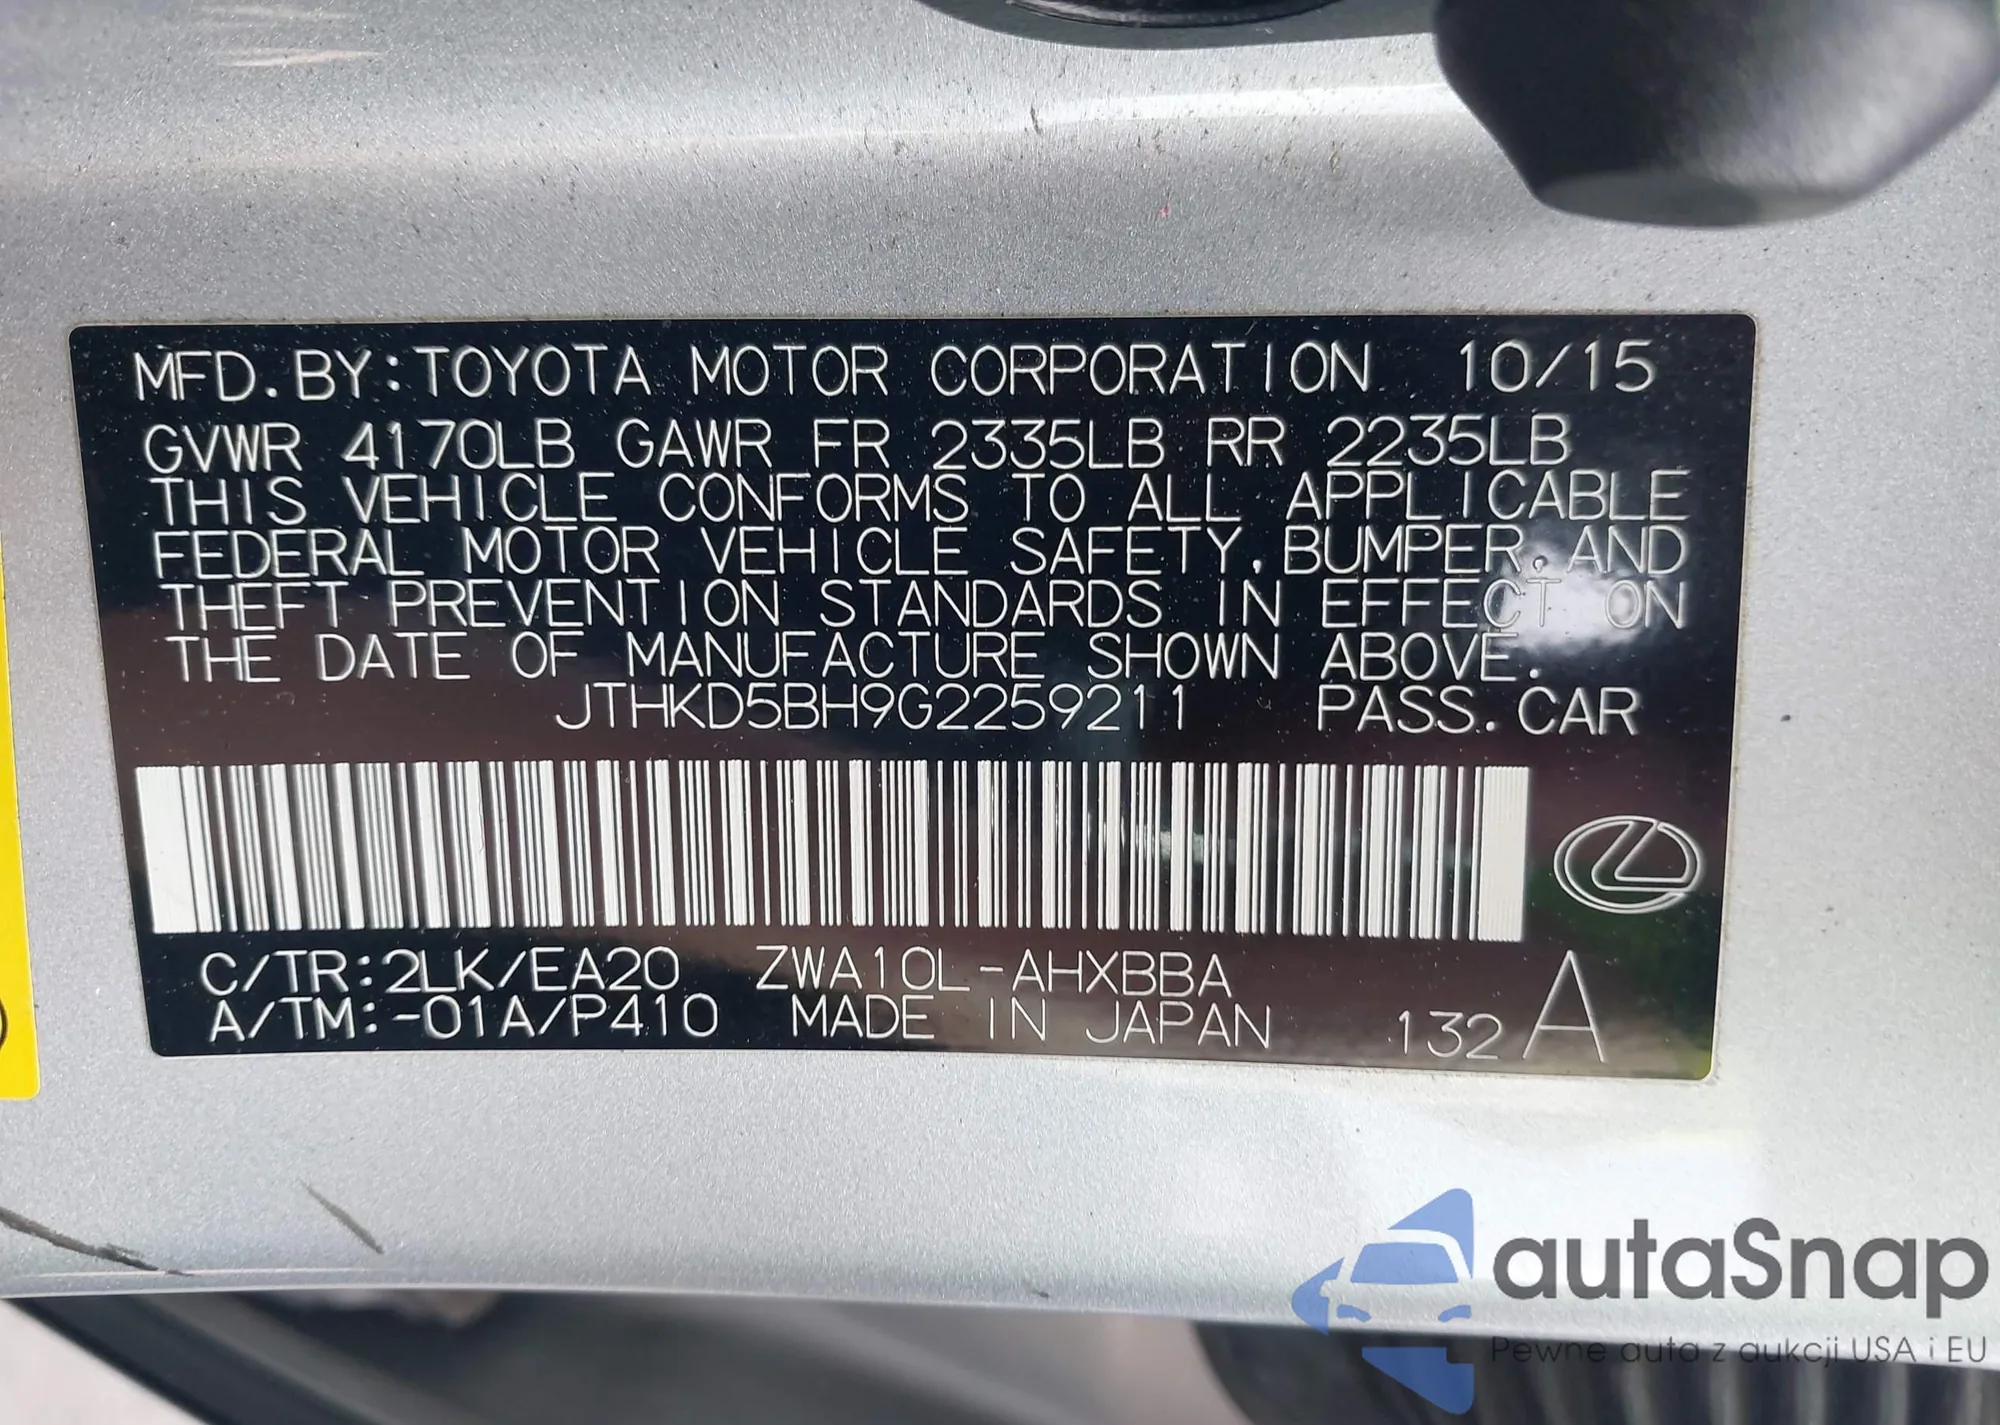 MFD. BY: TOYOTA MOTOR CORPORATION 10/15
GVWR 4170LB GAWR FR 2335LB RR 2235LB
THIS VEHICLE CONFORMS TO ALL APPLICABLE
FEDERAL MOTOR VEHICLE SAFETY, BUMPER, AND
THEFT PREVENTION STANDARDS IN EFFECT ON
THE DATE OF MANUFACTURE SHOWN ABOVE.
JTHKD5BH9G2259211 PASS. CAR
C/TR: 2LK/EA20 ZWA10L-AHXBBA
A/TM: -01A/P410 MADE IN JAPAN 132 A
autaSnap
Pewne auta z aukcji USA i EU